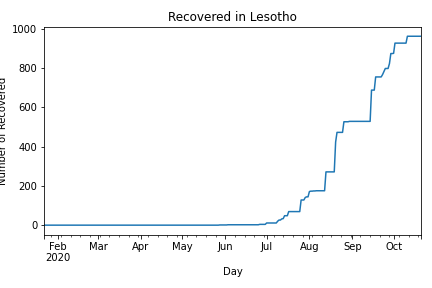 Recovered in Lesotho
1000
800
600
400
200
0
Number of Recovered
Feb Mar Apr May Jun Jul Aug Sep Oct
2020
Day